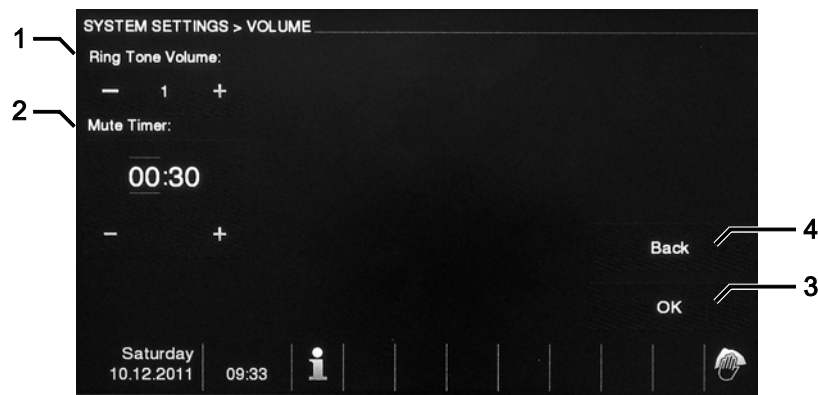 SYSTEM SETTINGS > VOLUME
1
Ring Tone Volume:
− 1 +
2
Mute Timer:
00:30
− +
4
Back
3
OK
Saturday
10.12.2011 09:33 i